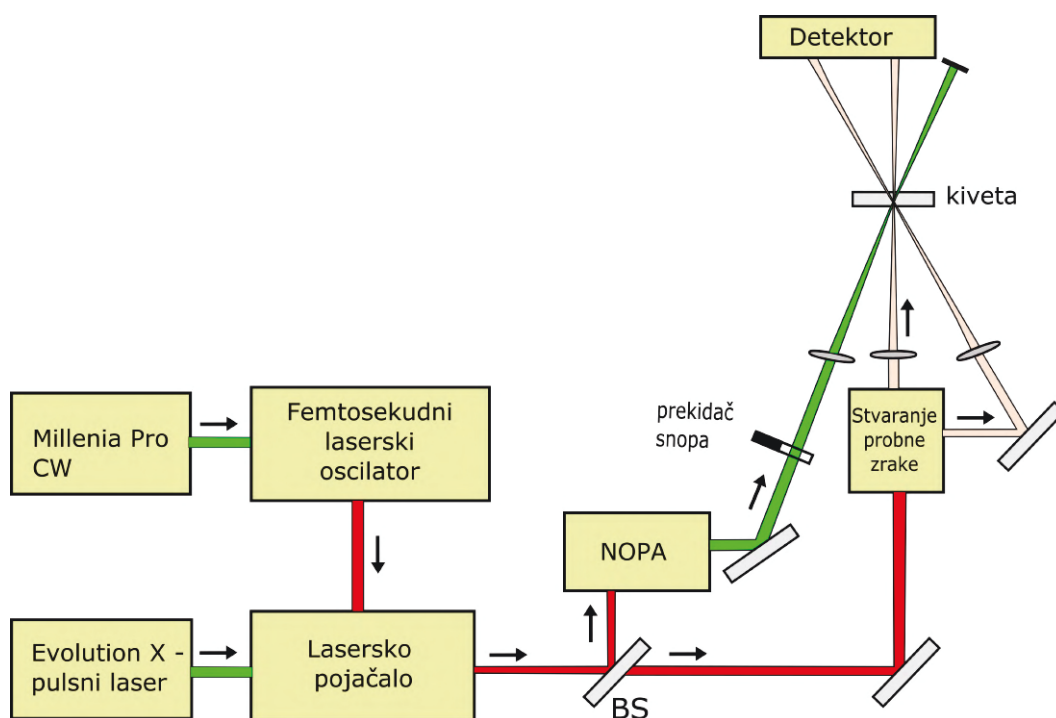 Detektor
kiveta
prekidač
snopa
Stvaranje
probne
zrake
Millenia Pro
CW
Femtosekudni
laserski
oscilator
NOPA
Evolution X -
pulsni laser
Lasersko
pojačalo
BS